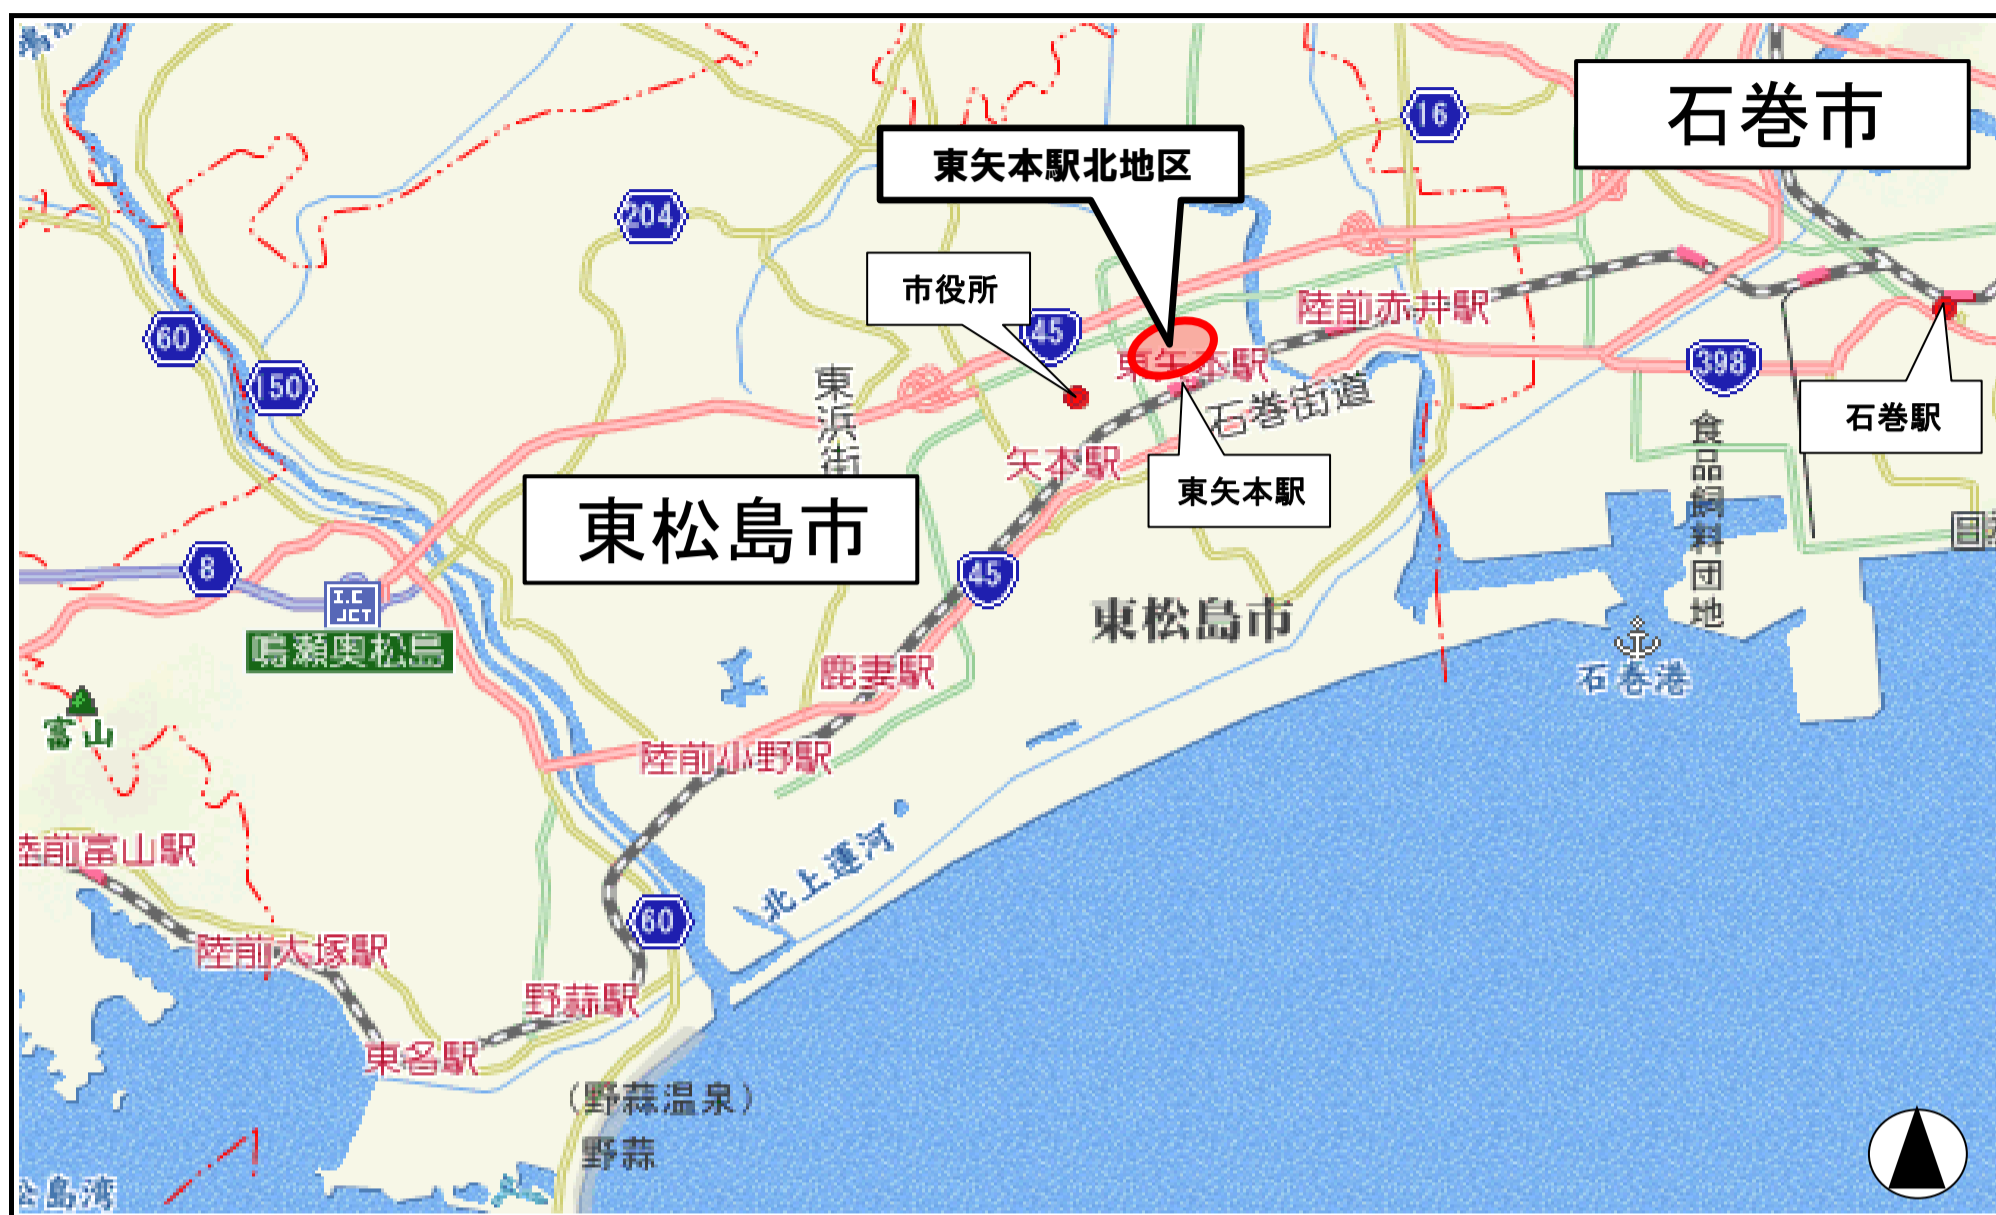 石巻市
16
東矢本駅北地区
204
市役所
陸前赤井駅
60
45
東矢本駅
398
150
東浜街
石巻街道
石巻駅
食品飼料団地
矢本駅
東矢本駅
東松島市
8
I.C
JCT
45
東松島市
鳴瀬奥松島
鹿妻駅
石巻港
富山
陸前小野駅
陸前富山駅
北上運河
60
陸前大塚駅
野蒜駅
東名駅
(野蒜温泉)
野蒜
松島湾